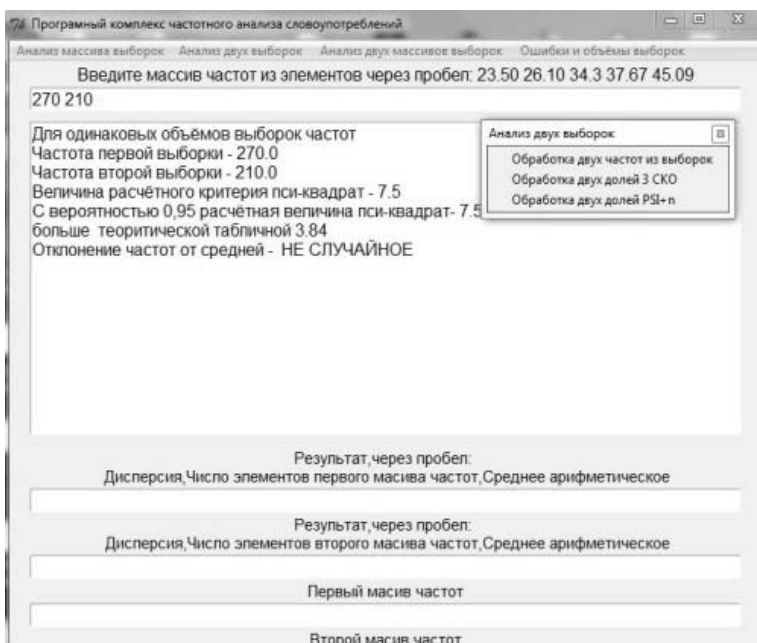 Програмный комплекс частотного анализа словоупотреблений
Анализ массива выборок Анализ двух выборок Анализ двух массивов выборок Ошибки и объёмы выборок
Введите массив частот из элементов через пробел: 23.50 26.10 34.3 37.67 45.09
270 210
Для одинаковых объёмов выборок частот
Частота первой выборки - 270.0
Частота второй выборки - 210.0
Величина расчётного критерия пси-квадрат - 7.5
С вероятностью 0,95 расчётная величина пси-квадрат- 7.5
больше теоритической табличной 3.84
Отклонение частот от средней - НЕ СЛУЧАЙНОЕ
Анализ двух выборок
Обработка двух частот из выборок
Обработка двух долей 3 СКО
Обработка двух долей PSI+n
Результат,через пробел:
Дисперсия,Число элементов первого масива частот,Среднее арифметическое
Результат,через пробел:
Дисперсия,Число элементов второго масива частот,Среднее арифметическое
Первый масив частот
Второй масив частот